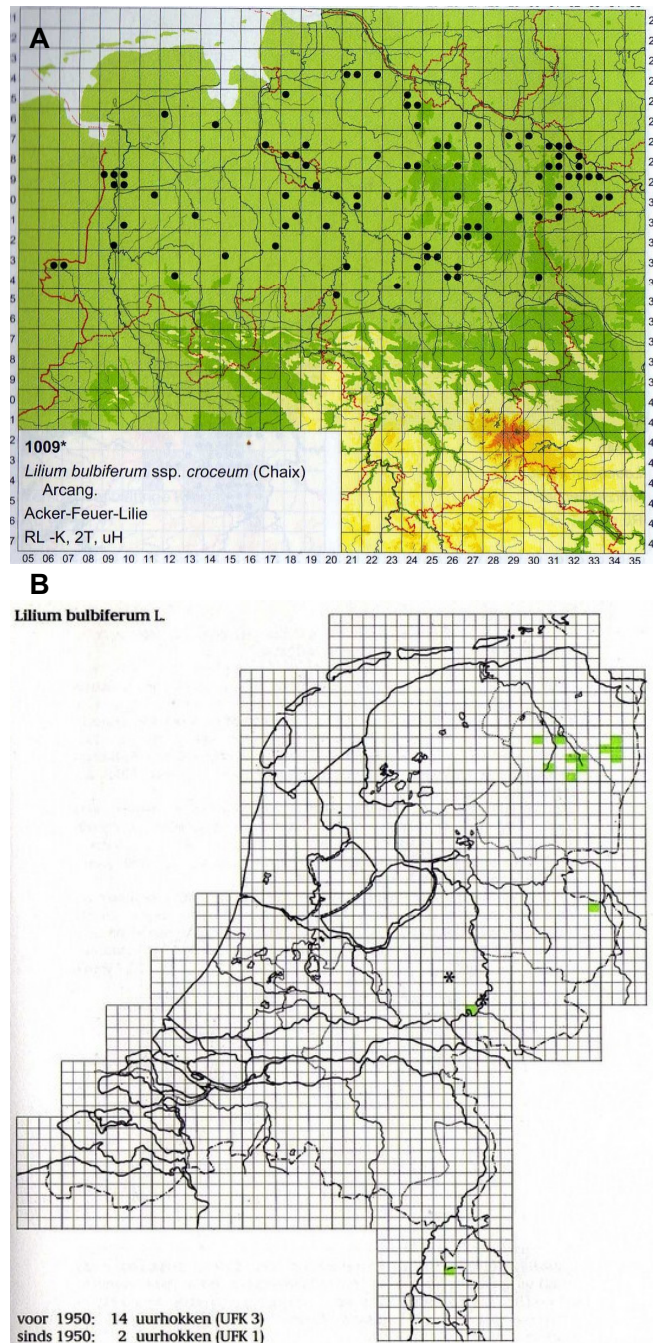 A
1009*
Lilium bulbiferum ssp. croceum (Chaix)
Arcang.
Acker-Feuer-Lilie
RL -K, 2T, uH
05 06 07 08 09 10 11 12 13 14 15 16 17 18 19 20 21 22 23 24 25 26 27 28 29 30 31 32 33 34 35
B
Lilium bulbiferum L.
voor 1950: 14 uurhokken (UFK 3)
sinds 1950: 2 uurhokken (UFK 1)